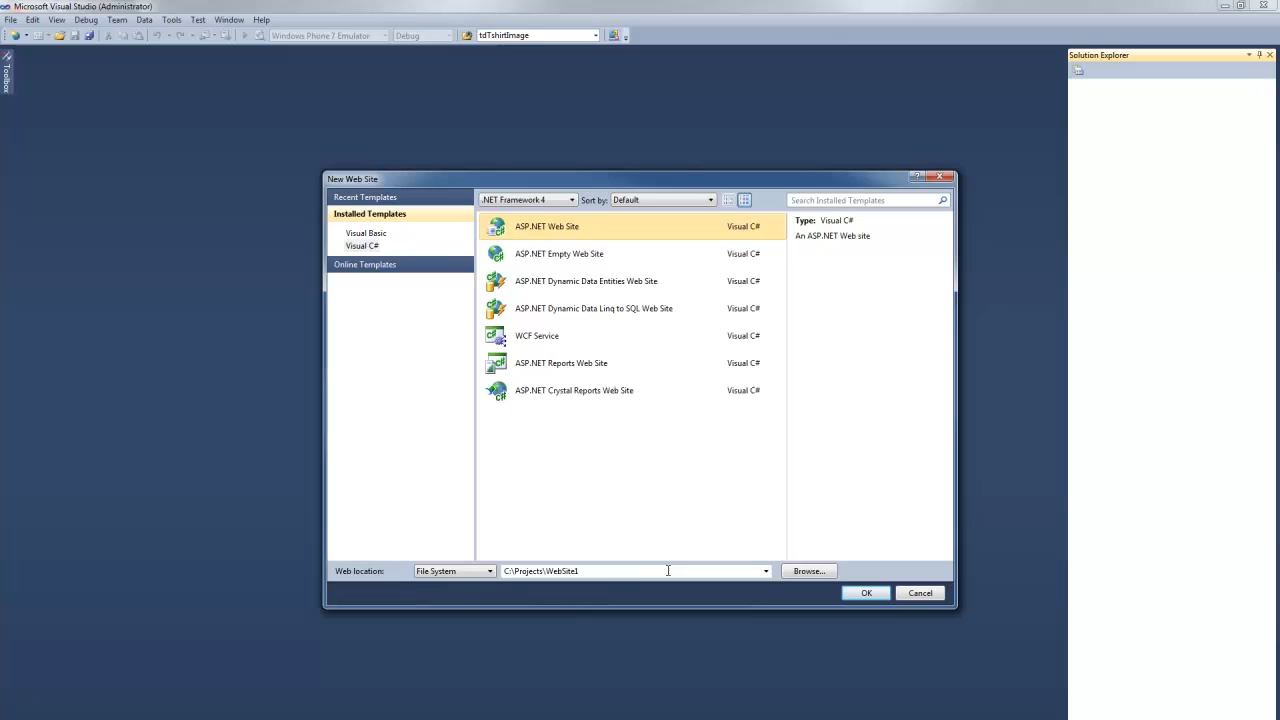 Microsoft Visual Studio (Administrator)
File Edit View Debug Team Data Tools Test Window Help
Windows Phone 7 Emulator Debug tdTshirtImage
Toolbox
Solution Explorer
New Web Site
Recent Templates
Installed Templates
Visual Basic
Visual C#
Online Templates
.NET Framework 4 Sort by: Default
Search Installed Templates
ASP.NET Web Site Visual C#
ASP.NET Empty Web Site Visual C#
ASP.NET Dynamic Data Entities Web Site Visual C#
ASP.NET Dynamic Data Linq to SQL Web Site Visual C#
WCF Service Visual C#
ASP.NET Reports Web Site Visual C#
ASP.NET Crystal Reports Web Site Visual C#
Type: Visual C#
An ASP.NET Web site
Web location: File System C:\Projects\WebSite1 Browse...
OK Cancel